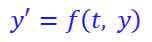 y′ = f(t, y)